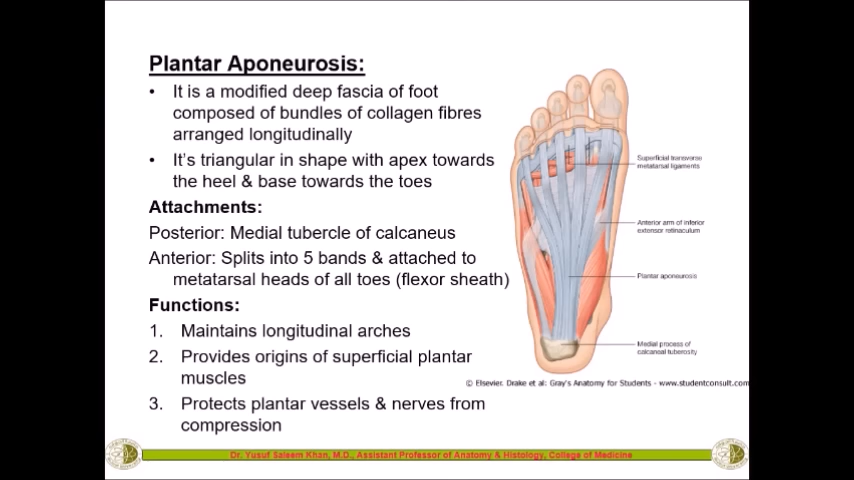 Plantar Aponeurosis:
• It is a modified deep fascia of foot
composed of bundles of collagen fibres
arranged longitudinally
• It's triangular in shape with apex towards
the heel & base towards the toes
Attachments:
Posterior: Medial tubercle of calcaneus
Anterior: Splits into 5 bands & attached to
metatarsal heads of all toes (flexor sheath)
Functions:
1. Maintains longitudinal arches
2. Provides origins of superficial plantar
muscles
3. Protects plantar vessels & nerves from
compression
Superficial transverse
metatarsal ligaments
Anterior arm of inferior
extensor retinaculum
Plantar aponeurosis
Medial process of
calcaneal tuberosity
© Elsevier. Drake et al: Gray's Anatomy for Students - www.studentconsult.com
Dr. Yusuf Saleem Khan, M.D., Assistant Professor of Anatomy & Histology, College of Medicine